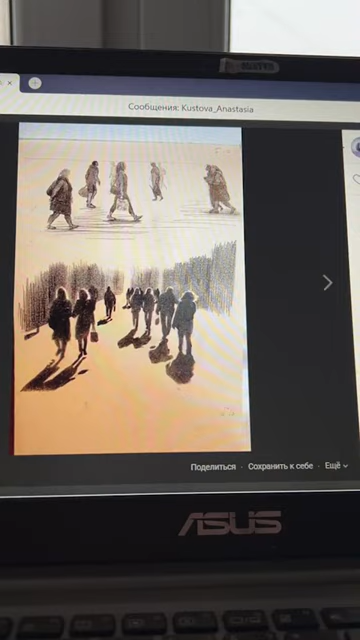 Сообщения: Kustova_Anastasia
Поделиться · Сохранить к себе · Ещё
ASUS